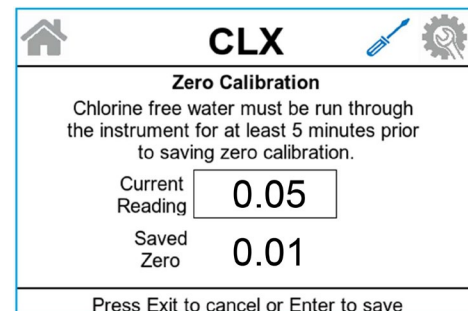 CLX
Zero Calibration
Chlorine free water must be run through
the instrument for at least 5 minutes prior
to saving zero calibration.
Current
Reading
0.05
Saved
Zero
0.01
Press Exit to cancel or Enter to save